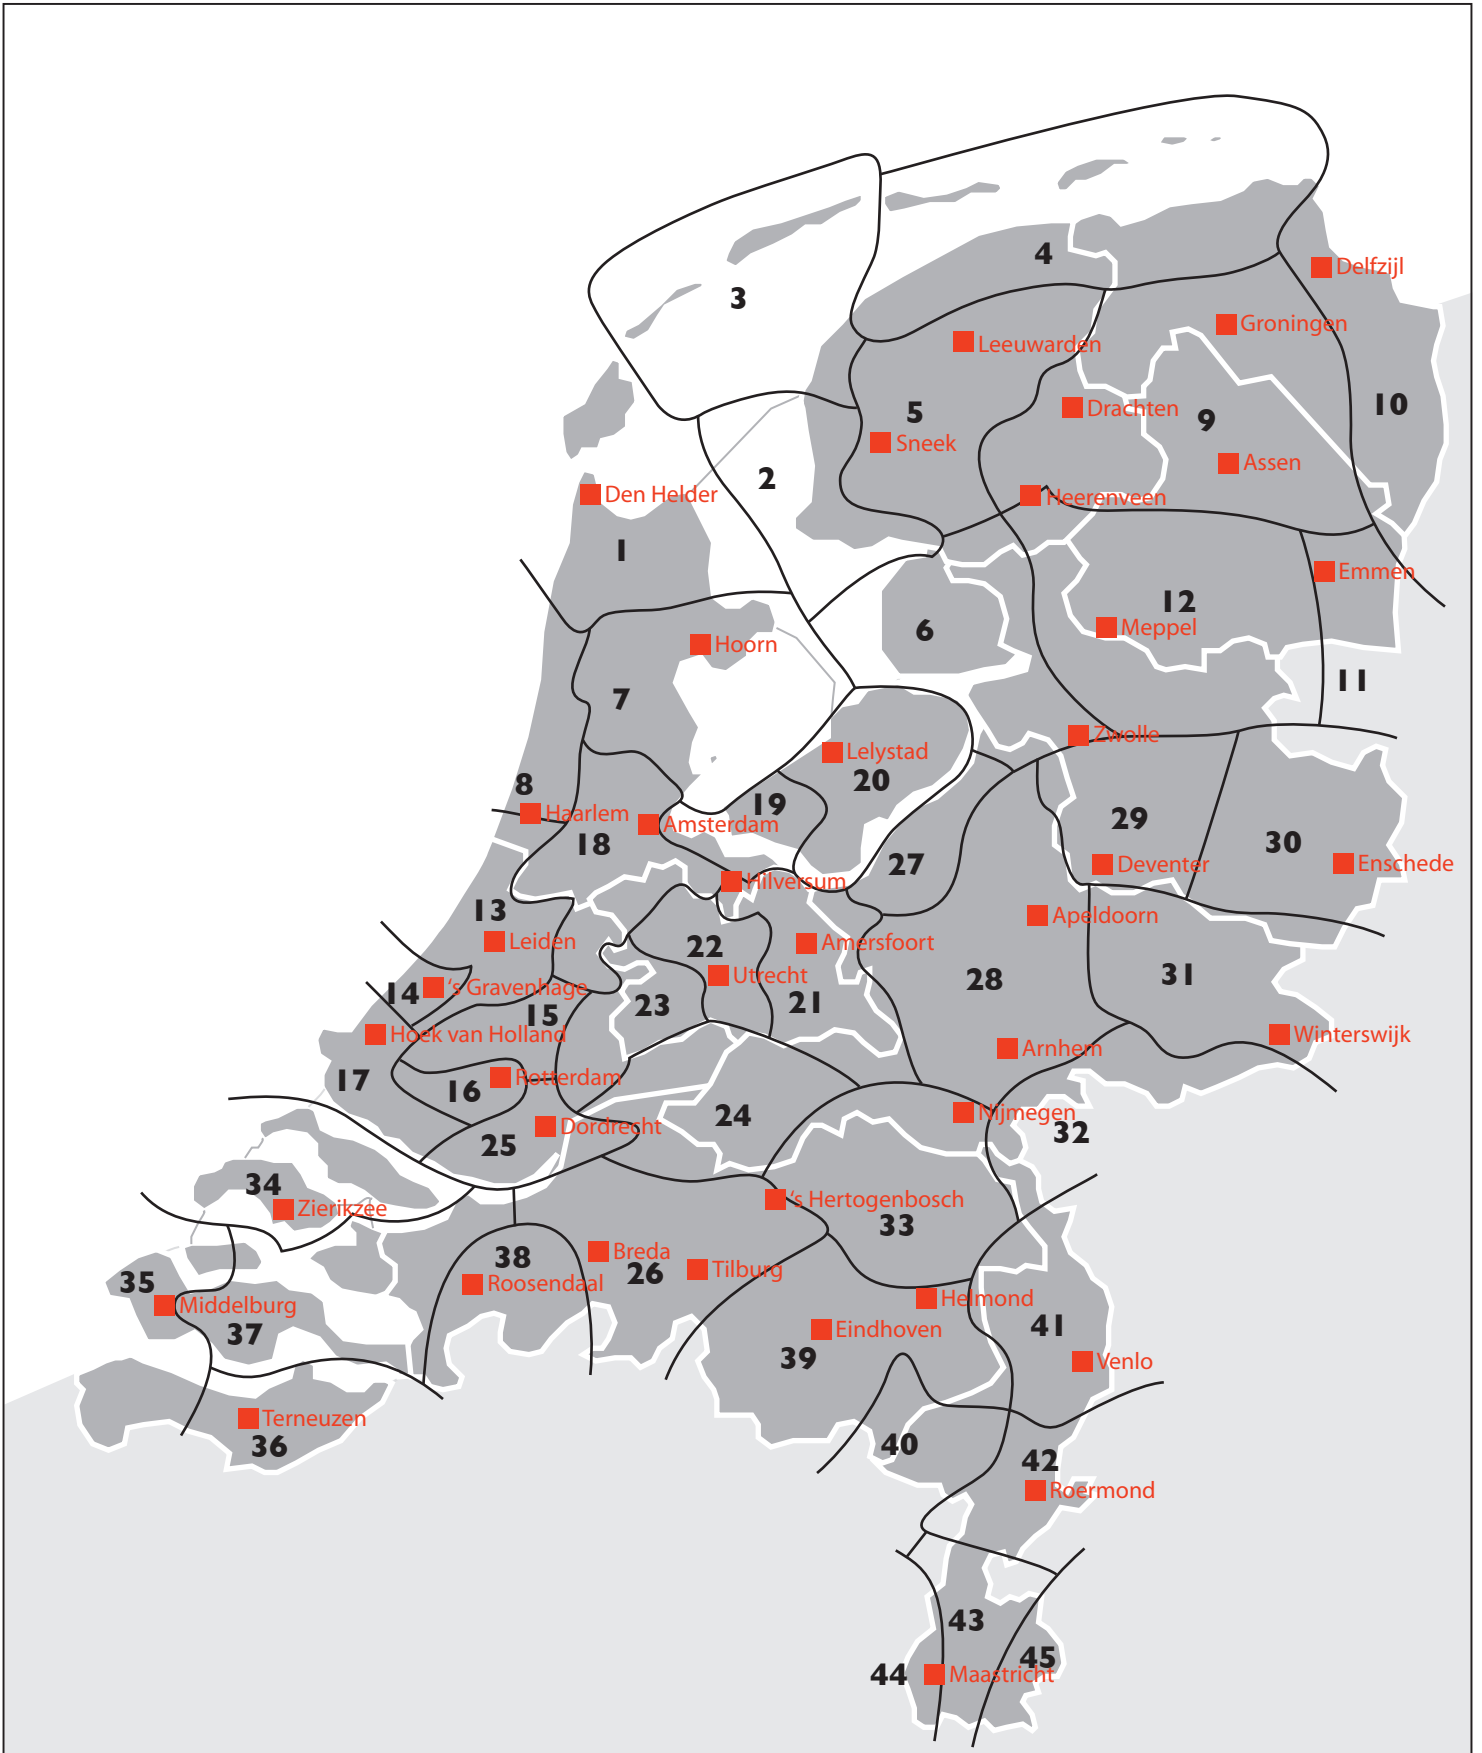 4
Delfzijl
3
Groningen
Leeuwarden
10
5
Drachten
9
Sneek
Assen
2
Den Helder
Heerenveen
1
Emmen
12
6
Meppel
Hoorn
11
7
Zwolle
Lelystad
20
8
19
Haarlem
29
Amsterdam
18
30
27
Deventer
Enschede
Hilversum
13
Apeldoorn
Leiden
22
Amersfoort
Utrecht
28
31
14
's Gravenhage
23
21
15
Hoek van Holland
Winterswijk
Arnhem
17
Rotterdam
16
24
Nijmegen
Dordrecht
32
25
34
's Hertogenbosch
Zierikzee
33
38
Breda
26
Tilburg
35
Roosendaal
Middelburg
Helmond
37
Eindhoven
41
39
Venlo
Terneuzen
36
40
42
Roermond
43
45
44
Maastricht